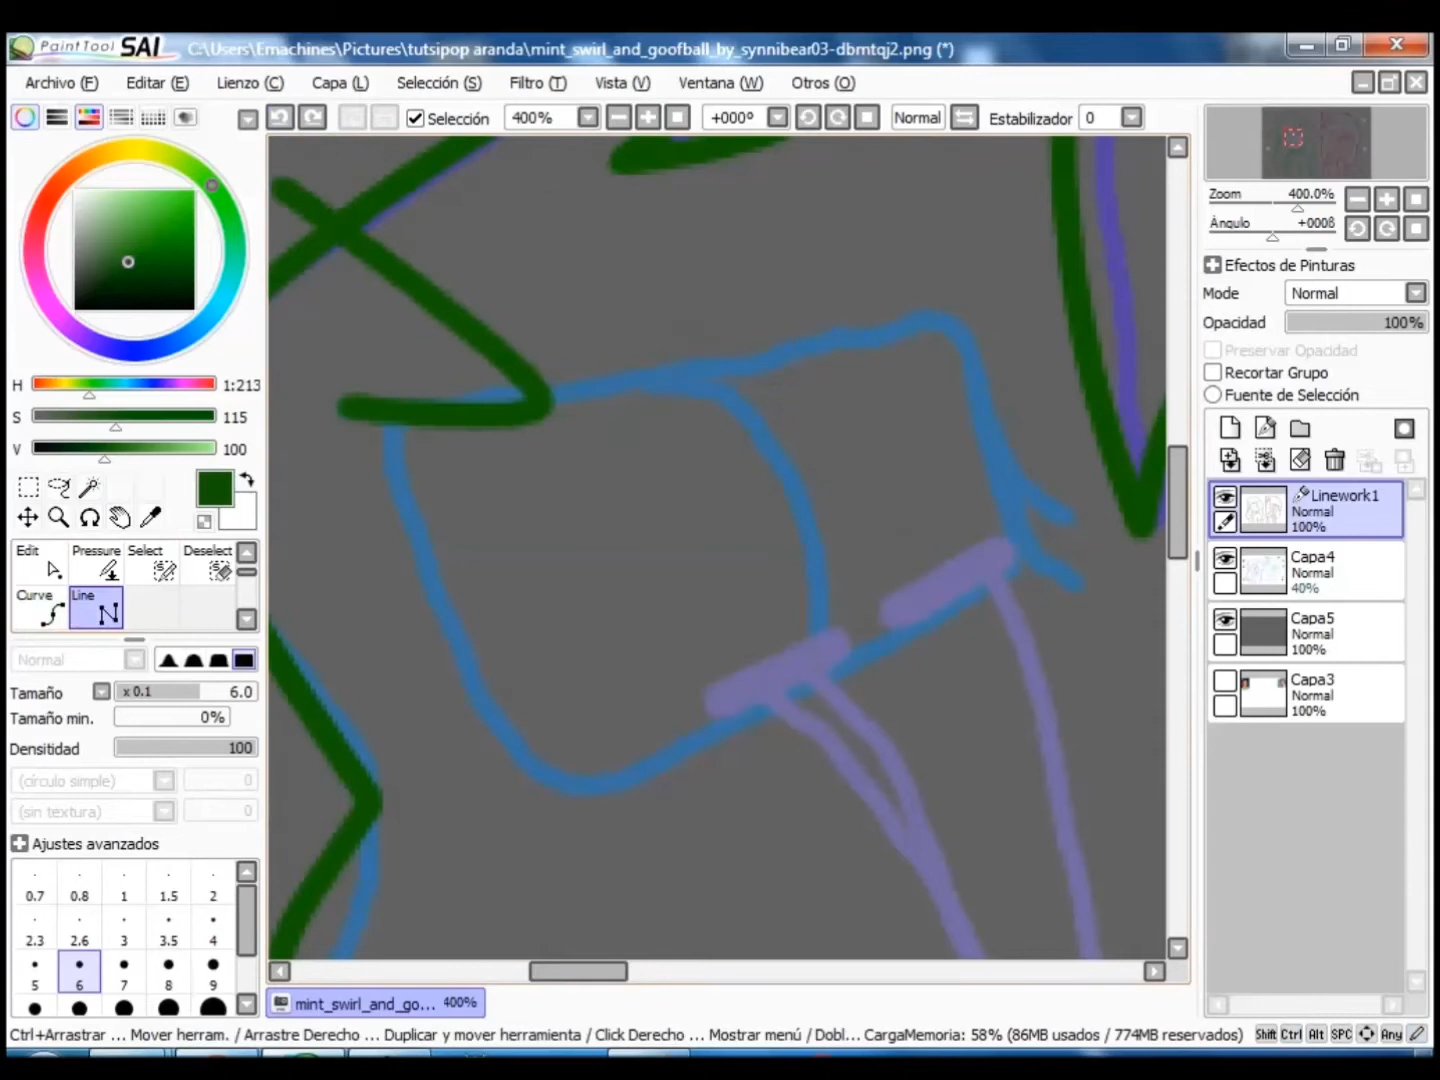 PaintTool SAI C:\Users\Emachines\Pictures\tutsipop aranda\mint_swirl_and_goofball_by_synnibear03-dbmtqj2.png (*)
Archivo (F) Editar (E) Lienzo (C) Capa (L) Selección (S) Filtro (T) Vista (V) Ventana (W) Otros (O)
Selección 400% +000º Normal Estabilizador 0
Zoom 400.0%
Ángulo +000ß
Efectos de Pinturas
Mode Normal
Opacidad 100%
Preservar Opacidad
Recortar Grupo
Fuente de Selección
H 1:213
S 115
V 100
Edit Pressure Select Deselect
Curve Line
Normal
Tamaño x 0.1 6.0
Tamaño min. 0%
Densitidad 100
(círculo simple) 0
(sin textura) 0
Ajustes avanzados
0.7 0.8 1 1.5 2
2.3 2.6 3 3.5 4
5 6 7 8 9
Linework1
Normal
100%
Capa4
Normal
40%
Capa5
Normal
100%
Capa3
Normal
100%
mint_swirl_and_go... 400%
Ctrl+Arrastrar ... Mover herram. / Arrastre Derecho ... Duplicar y mover herramienta / Click Derecho ... Mostrar menú / Dobl... CargaMemoria: 58% (86MB usados / 774MB reservados) Shift Ctrl Alt SPC Any